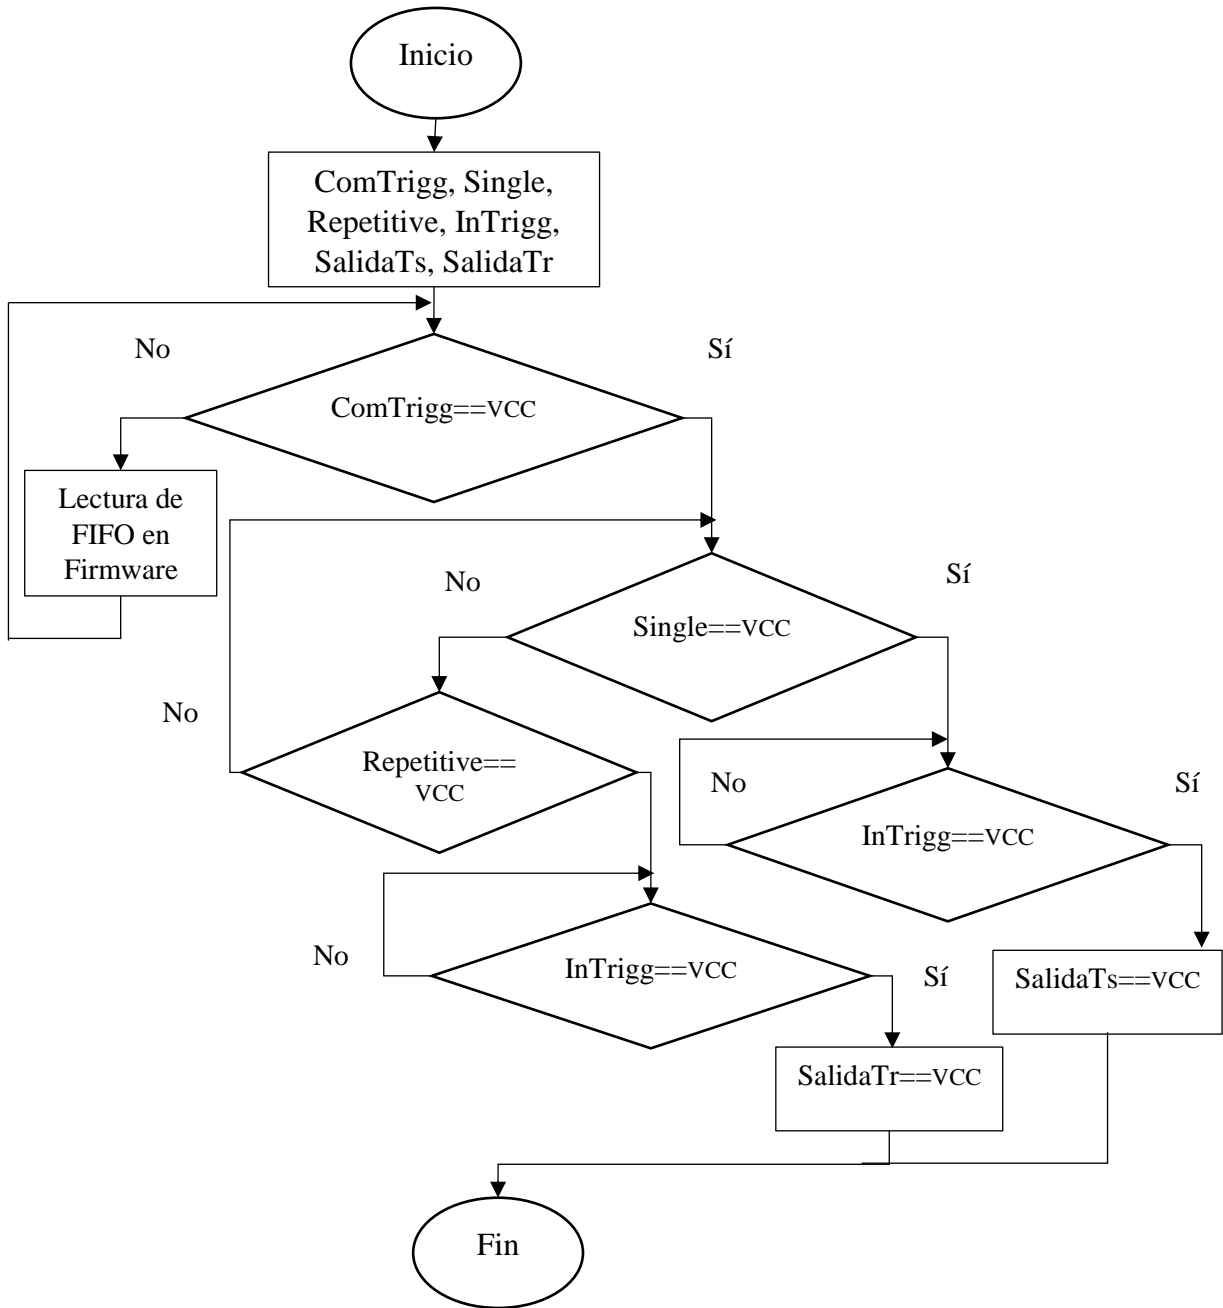 Inicio
ComTrigg, Single,
Repetitive, InTrigg,
SalidaTs, SalidaTr
No
Sí
ComTrigg==VCC
Lectura de
FIFO en
Firmware
No
Sí
Single==VCC
No
Repetitive==
VCC
No
Sí
InTrigg==VCC
No
InTrigg==VCC
Sí
SalidaTs==VCC
SalidaTr==VCC
Fin